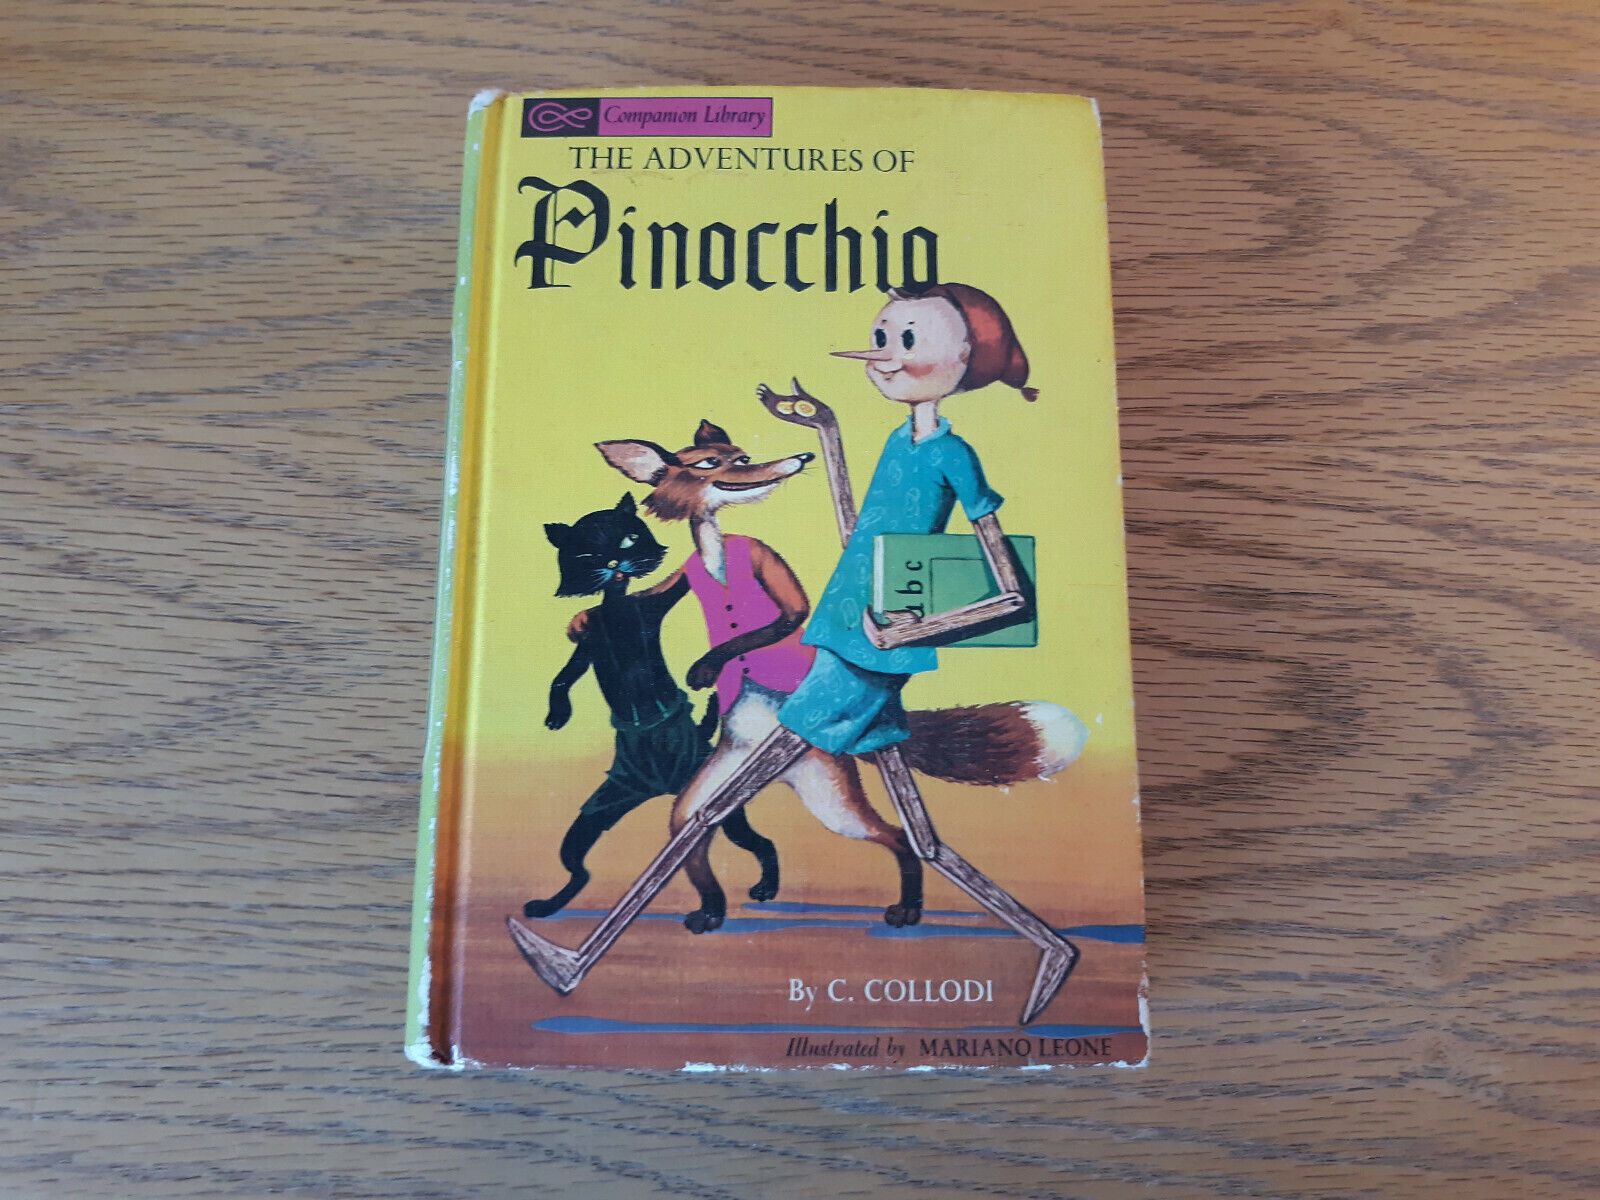 Companion Library
THE ADVENTURES OF
Pinocchio
abc
By C. COLLODI
Illustrated by MARIANO LEONE